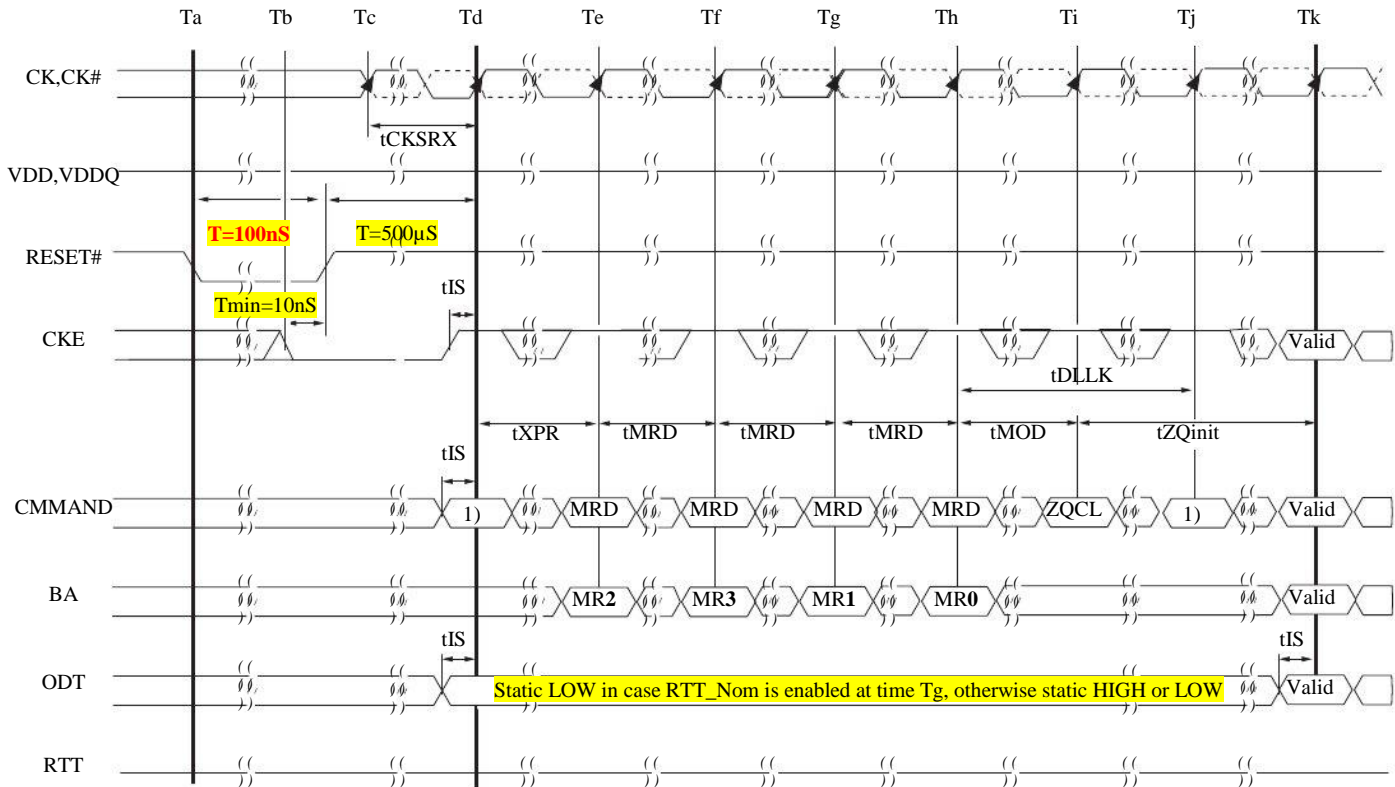 Ta Tb Tc Td Te Tf Tg Th Ti Tj Tk
CK,CK#
tCKSRX
VDD,VDDQ
T=100nS T=500µS
RESET#
Tmin=10nS tIS
CKE Valid
tDLLK
tXPR tMRD tMRD tMRD tMOD tZQinit
tIS
CMMAND 1) MRD MRD MRD MRD ZQCL 1) Valid
BA MR2 MR3 MR1 MR0 Valid
tIS tIS
ODT Static LOW in case RTT_Nom is enabled at time Tg, otherwise static HIGH or LOW Valid
RTT